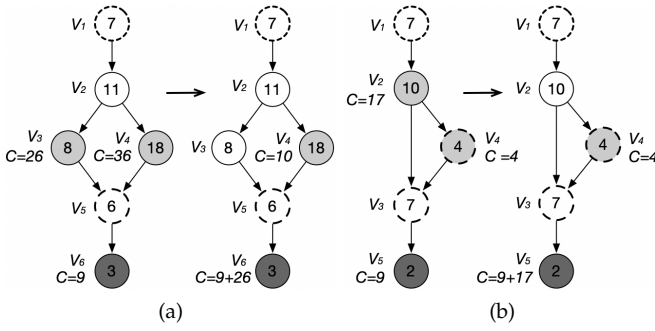 V1 7
V2 11
V3 C=26 8
V4 C=36 18
V5 6
V6 C=9 3
V1 7
V2 11
V3 8
V4 C=10 18
V5 6
V6 C=9+26 3
(a)
V1 7
V2 C=17 10
V4 C =4 4
V3 7
V5 C=9 2
V1 7
V2 10
V4 C=4 4
V3 7
V5 C=9+17 2
(b)